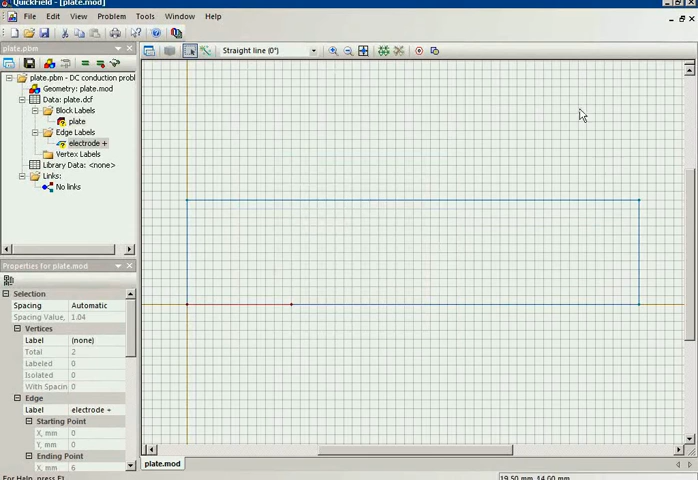 QuickField - [plate.mod]
File Edit View Problem Tools Window Help
Straight line (0°)
plate.pbm
plate.pbm - DC conduction probl
Geometry: plate.mod
Data: plate.dcf
Block Labels
plate
Edge Labels
electrode +
Vertex Labels
Library Data: <none>
Links:
No links
Properties for plate.mod
Selection
Spacing Automatic
Spacing Value, 1.04
Vertices
Label (none)
Total 2
Labeled 0
Isolated 0
With Spacin 0
Edge
Label electrode +
Starting Point
X, mm 0
Y, mm 0
Ending Point
X, mm 6
plate.mod
For Help, press F1
19.50 mm, 14.00 mm